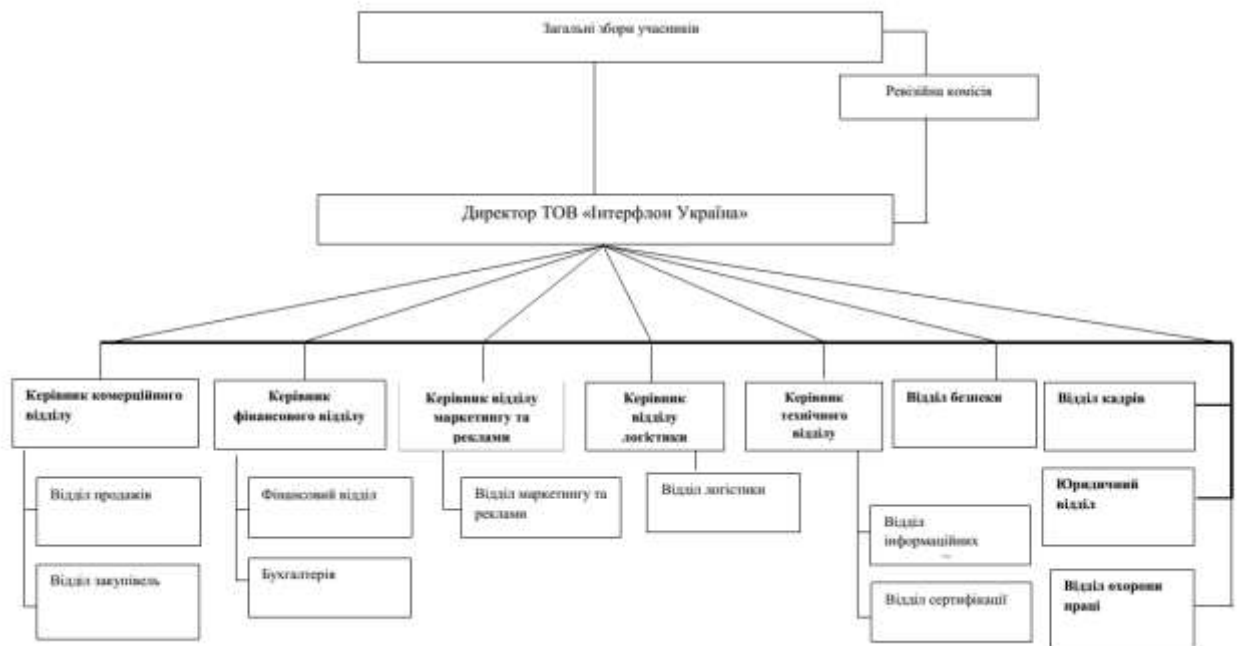 Загальні збори учасників
Ревізійна комісія
Директор ТОВ «Інтерфлон Україна»
Керівник комерційного
відділу
Керівник
фінансового відділу
Керівник відділу
маркетингу та
реклами
Керівник
відділу
логістики
Керівник
технічного
відділу
Відділ безпеки
Відділ кадрів
Відділ продажів
Фінансовий відділ
Відділ маркетингу та
реклами
Відділ логістики
Юридичний
відділ
Відділ
інформаційних
Відділ закупівель
Бухгалтерія
Відділ сертифікації
Відділ охорони
праці